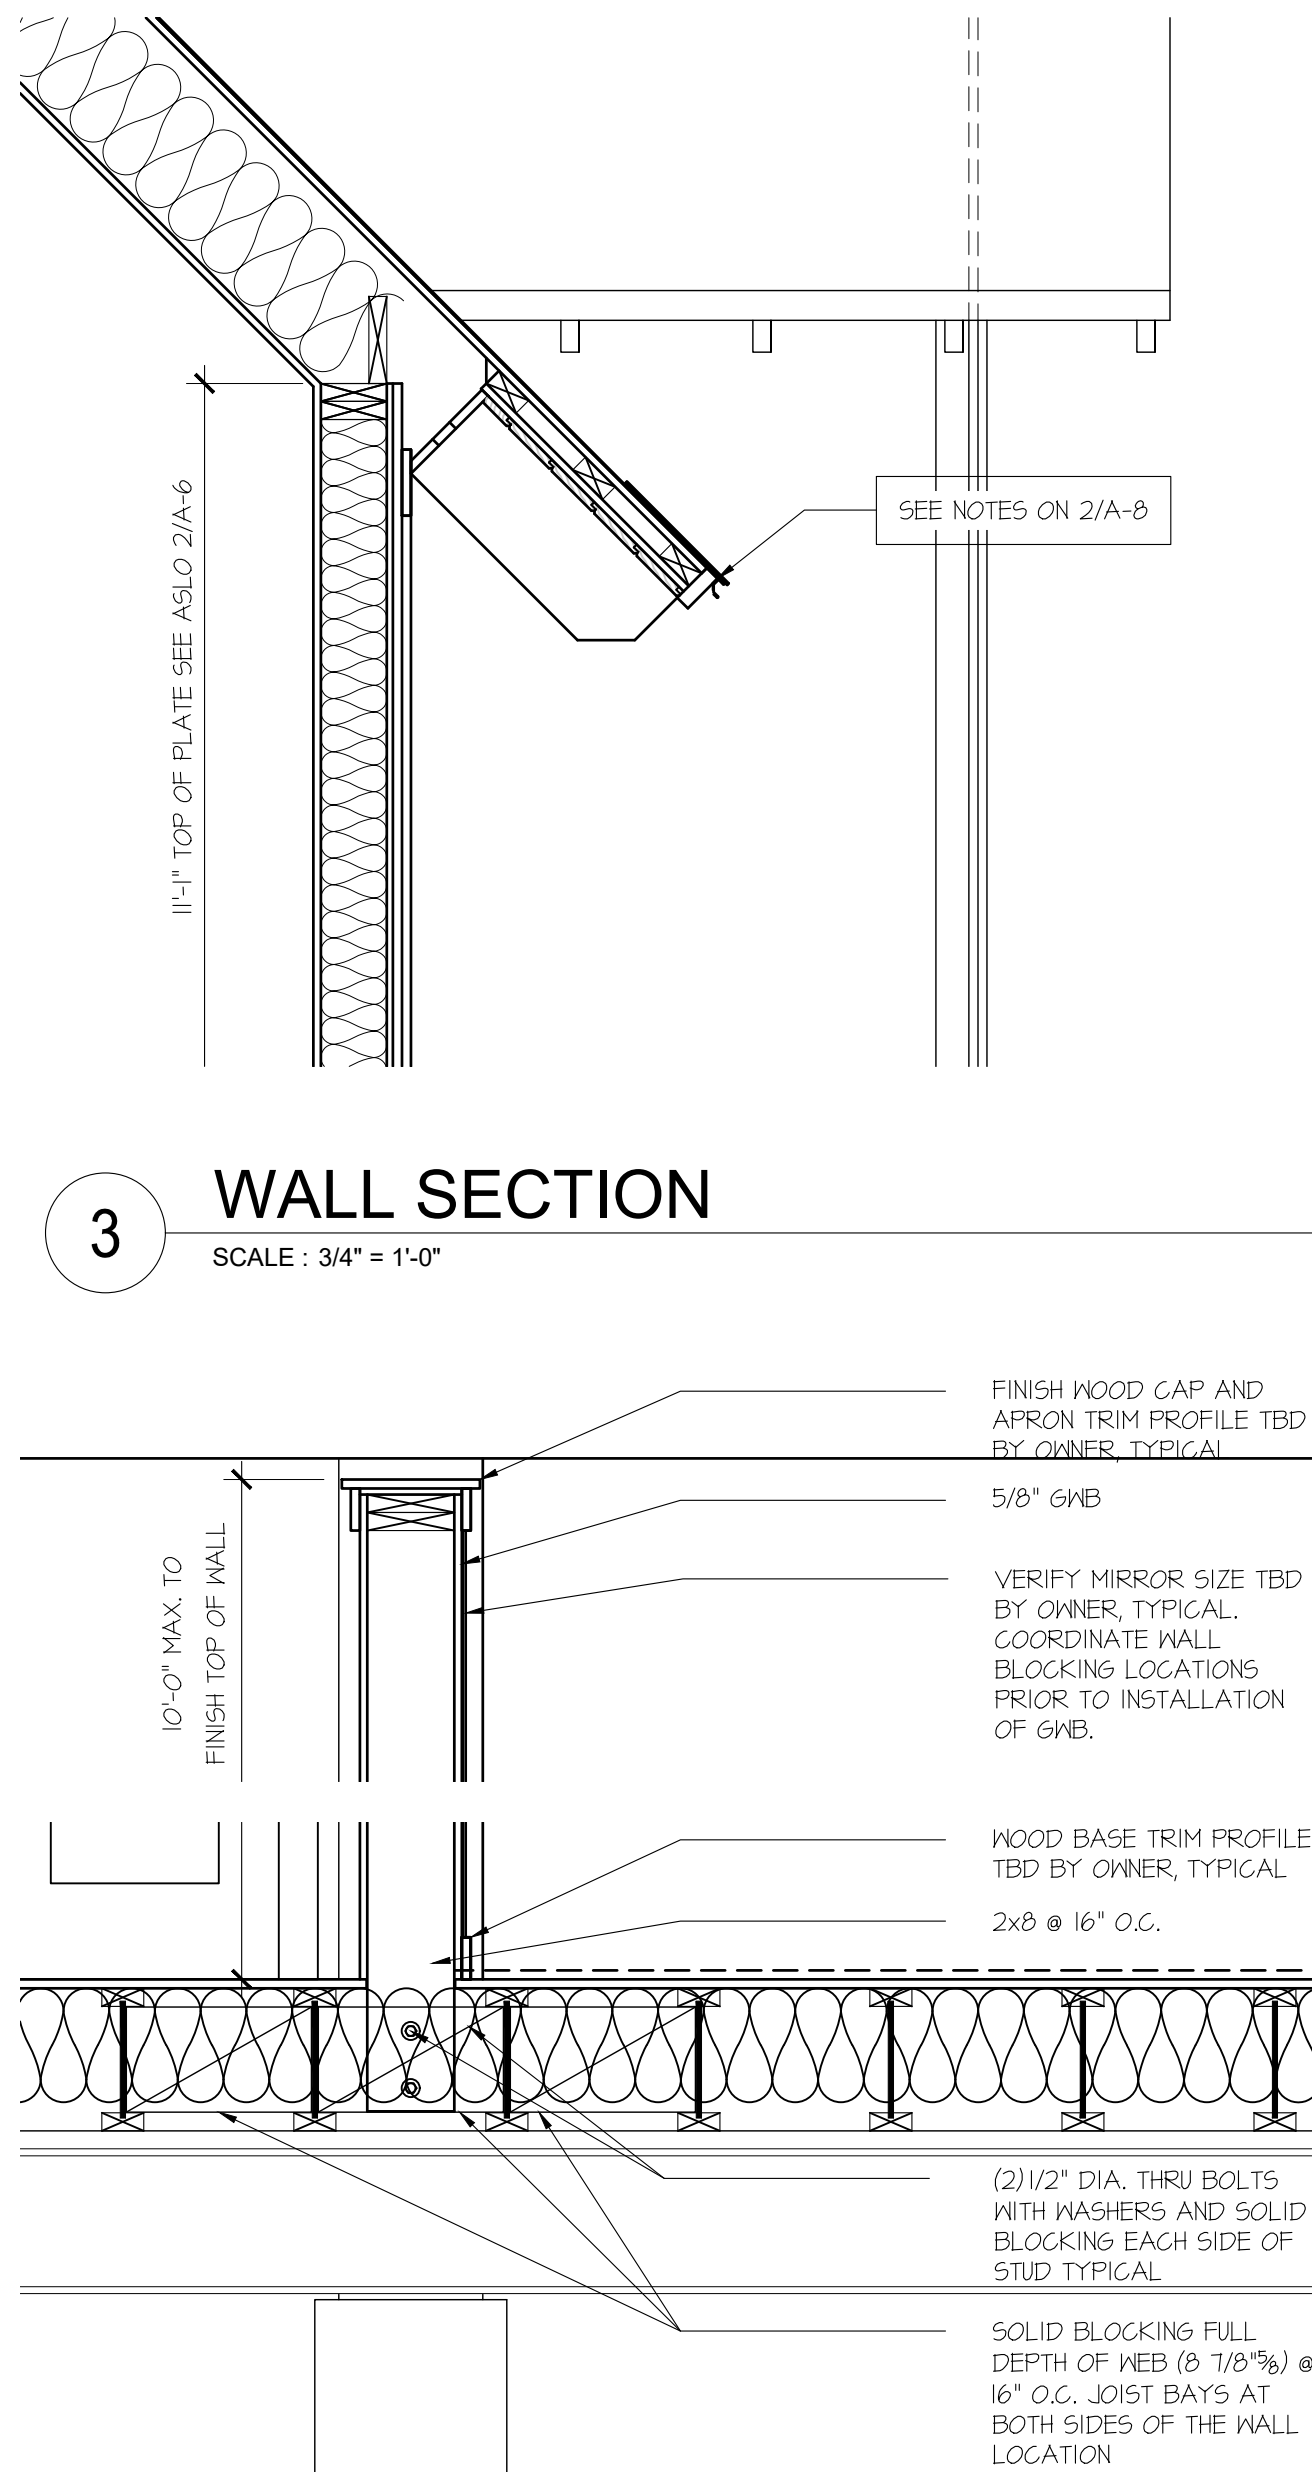 11'-1" TOP OF PLATE SEE ASLO 2/A-6
SEE NOTES ON 2/A-8
3
WALL SECTION
SCALE : 3/4" = 1'-0"
FINISH WOOD CAP AND
APRON TRIM PROFILE TBD
BY OWNER, TYPICAL
5/8" GWB
10'-0" MAX. TO
FINISH TOP OF WALL
VERIFY MIRROR SIZE TBD
BY OWNER, TYPICAL.
COORDINATE WALL
BLOCKING LOCATIONS
PRIOR TO INSTALLATION
OF GWB.
WOOD BASE TRIM PROFILE
TBD BY OWNER, TYPICAL
2x8 @ 16" O.C.
(2)1/2" DIA. THRU BOLTS
WITH WASHERS AND SOLID
BLOCKING EACH SIDE OF
STUD TYPICAL
SOLID BLOCKING FULL
DEPTH OF WEB (8 7/8"⅝) @
16" O.C. JOIST BAYS AT
BOTH SIDES OF THE WALL
LOCATION